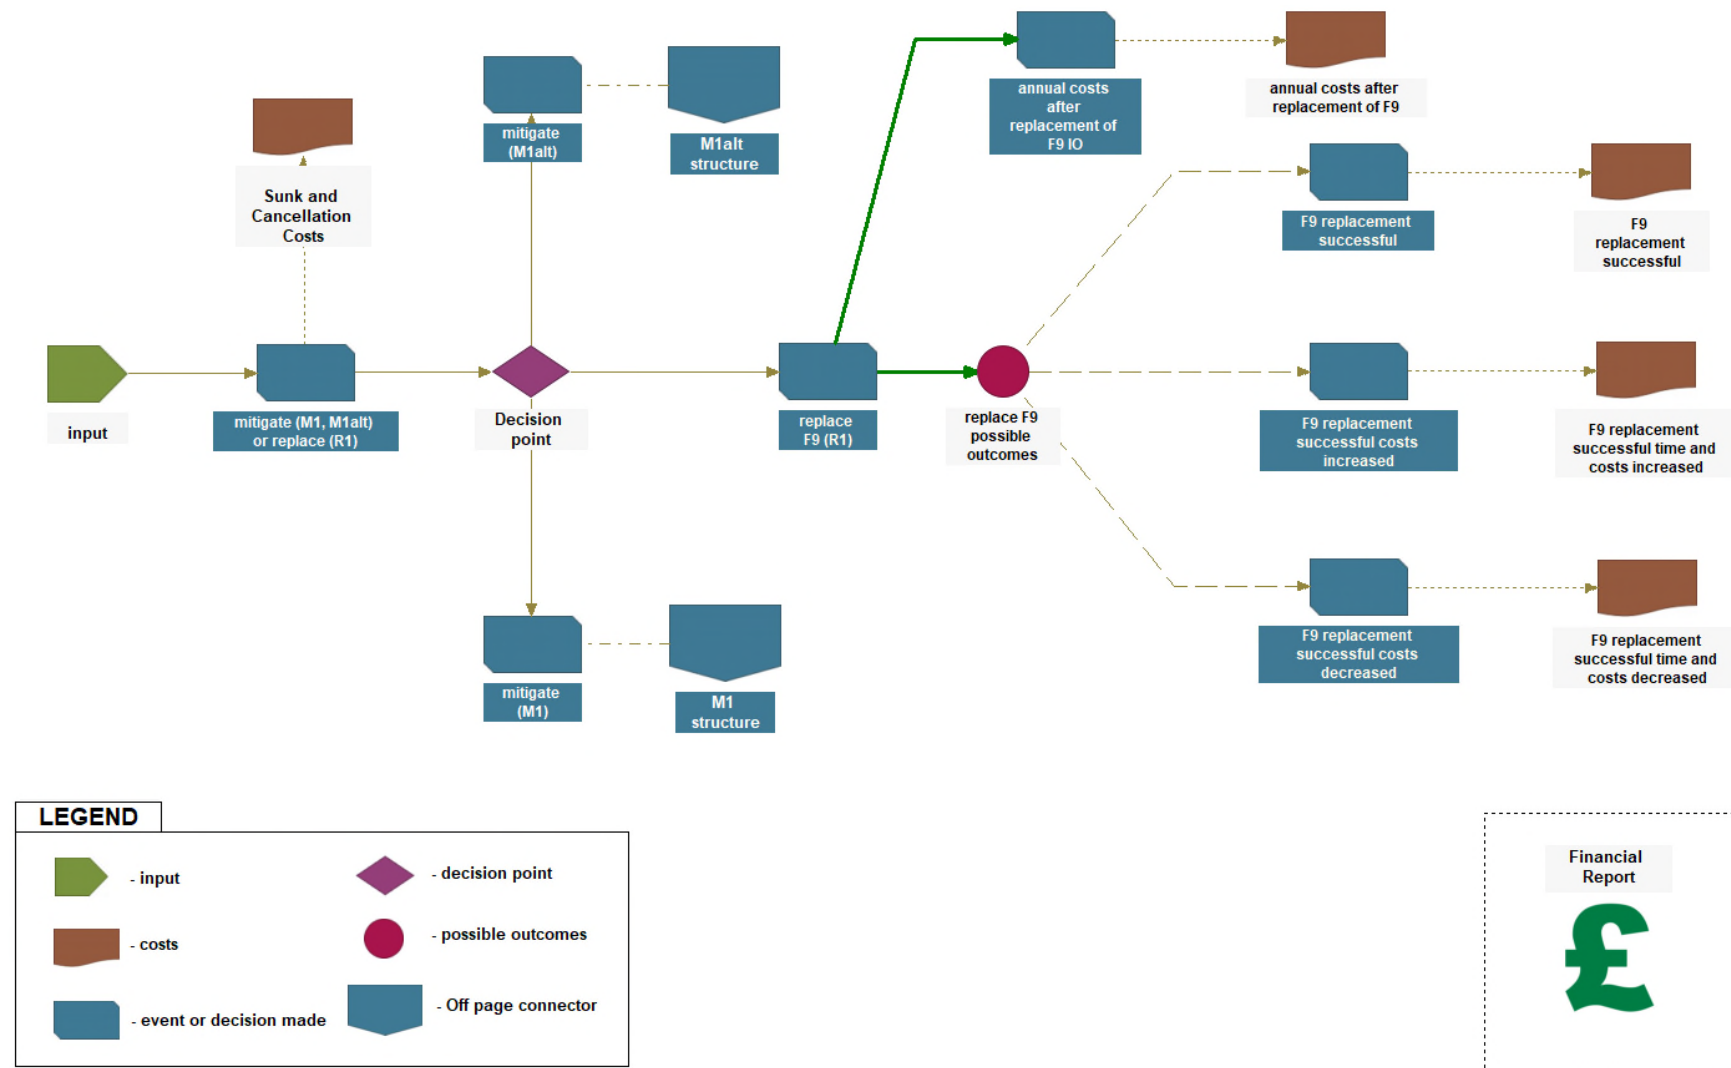 annual costs
after
replacement of
F9 IO
annual costs after
replacement of F9
mitigate
(M1alt)
M1alt
structure
Sunk and
Cancellation
Costs
F9 replacement
successful
F9
replacement
successful
input
mitigate (M1, M1alt)
or replace (R1)
Decision
point
replace
F9 (R1)
replace F9
possible
outcomes
F9 replacement
successful costs
increased
F9 replacement
successful time and
costs increased
F9 replacement
successful costs
decreased
F9 replacement
successful time and
costs decreased
mitigate
(M1)
M1
structure
LEGEND
- input
- decision point
- costs
- possible outcomes
- event or decision made
- Off page connector
Financial
Report
£